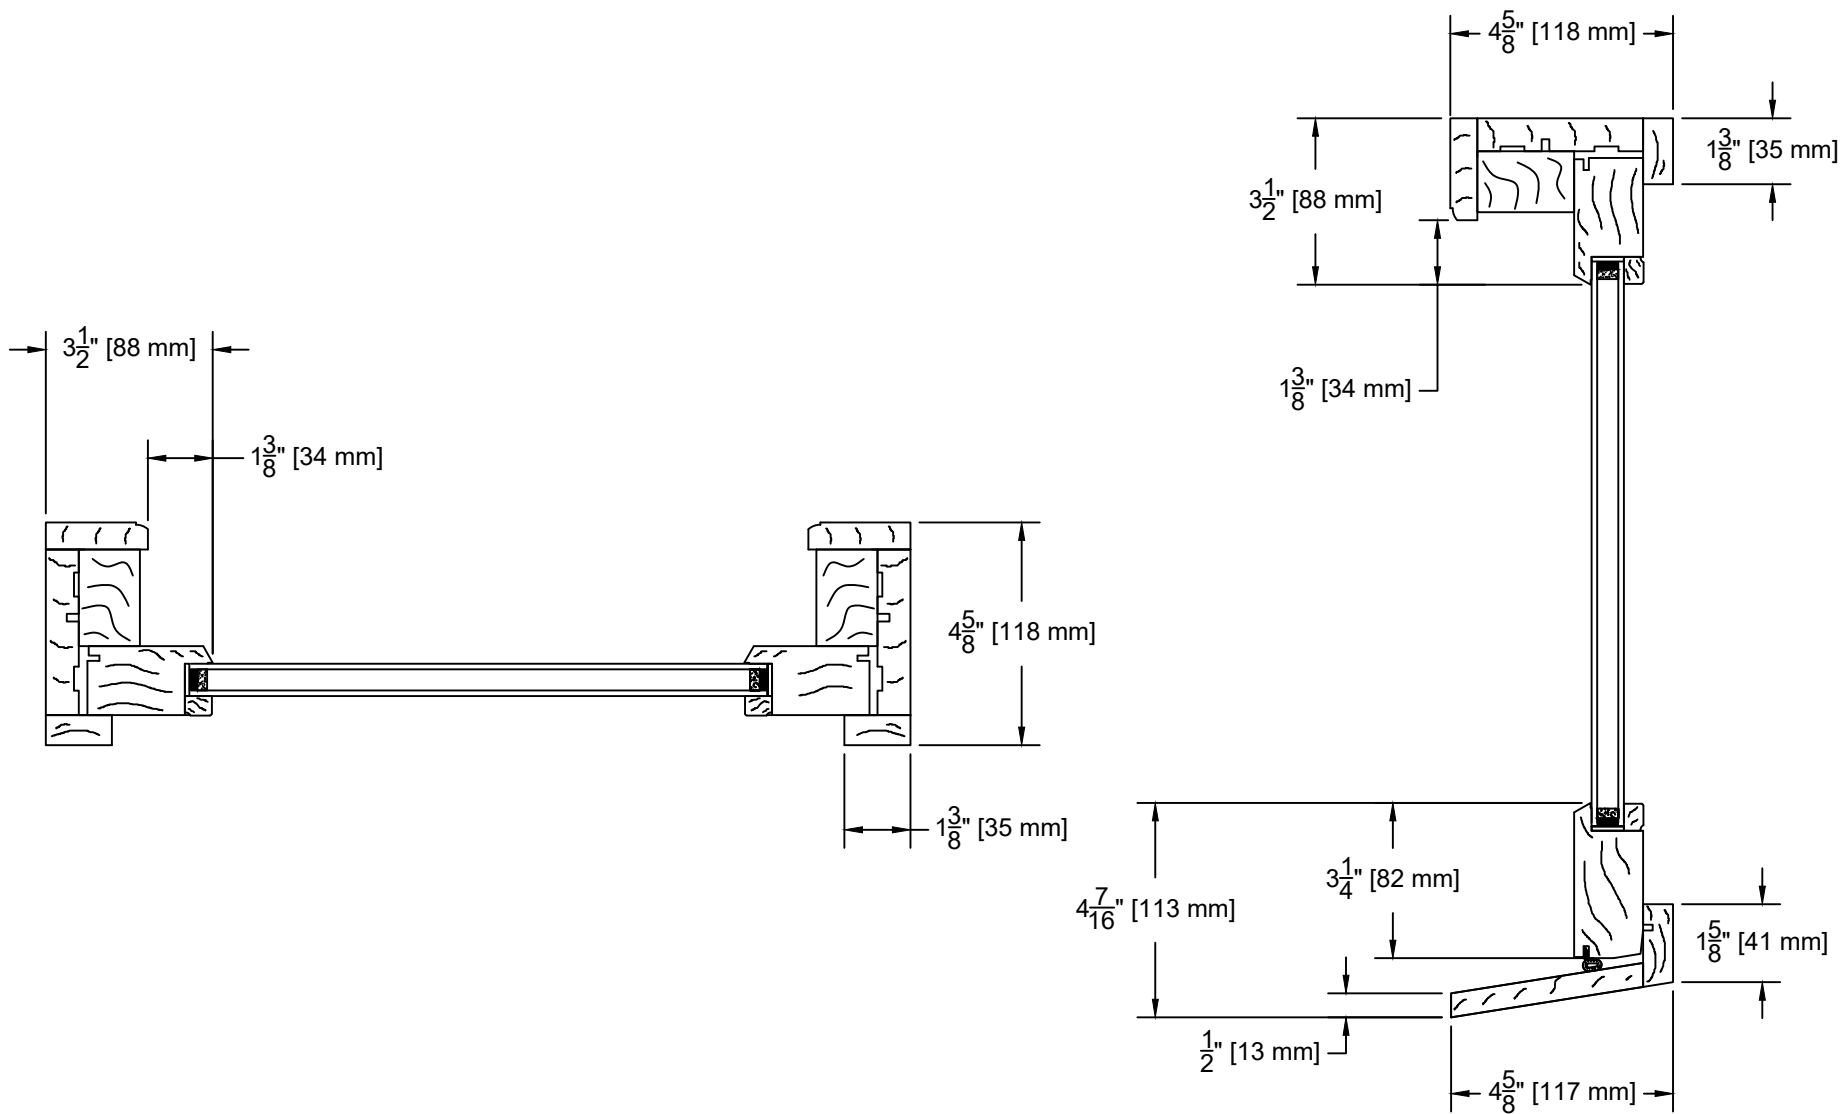 4 5/8" [118 mm]
1 3/8" [35 mm]
3 1/2" [88 mm]
1 3/8" [34 mm]
3 1/2" [88 mm]
1 3/8" [34 mm]
4 5/8" [118 mm]
1 3/8" [35 mm]
3 1/4" [82 mm]
4 7/16" [113 mm]
1 5/8" [41 mm]
1/2" [13 mm]
4 5/8" [117 mm]